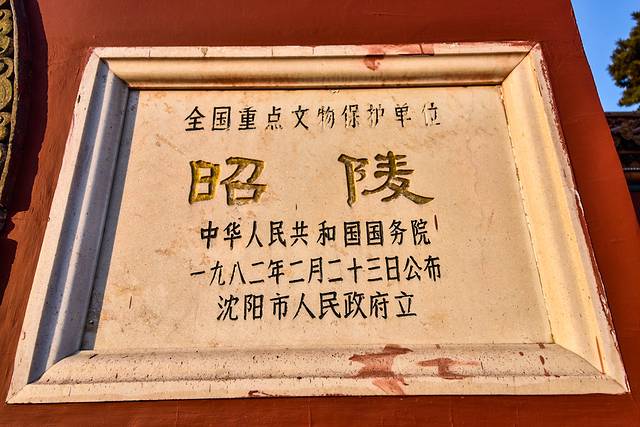 全国重点文物保护单位
昭陵
中华人民共和国国务院
一九八二年二月二十三日公布
沈阳市人民政府立